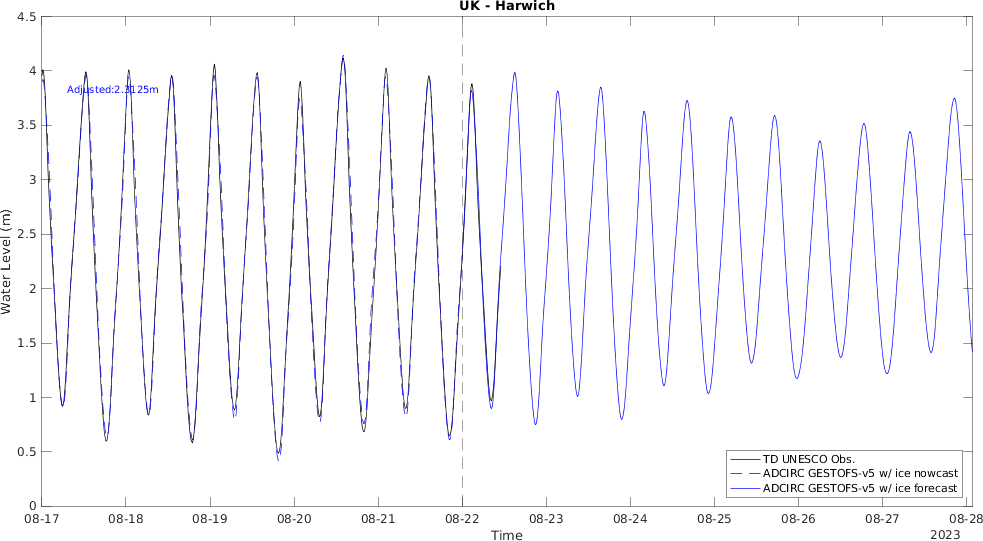 UK - Harwich
4.5
4
3.5
3
2.5
2
1.5
1
0.5
0
Water Level (m)
Adjusted:2.3125m
TD UNESCO Obs.
ADCIRC GESTOFS-v5 w/ ice nowcast
ADCIRC GESTOFS-v5 w/ ice forecast
08-17 08-18 08-19 08-20 08-21 08-22 08-23 08-24 08-25 08-26 08-27 08-28
Time
2023